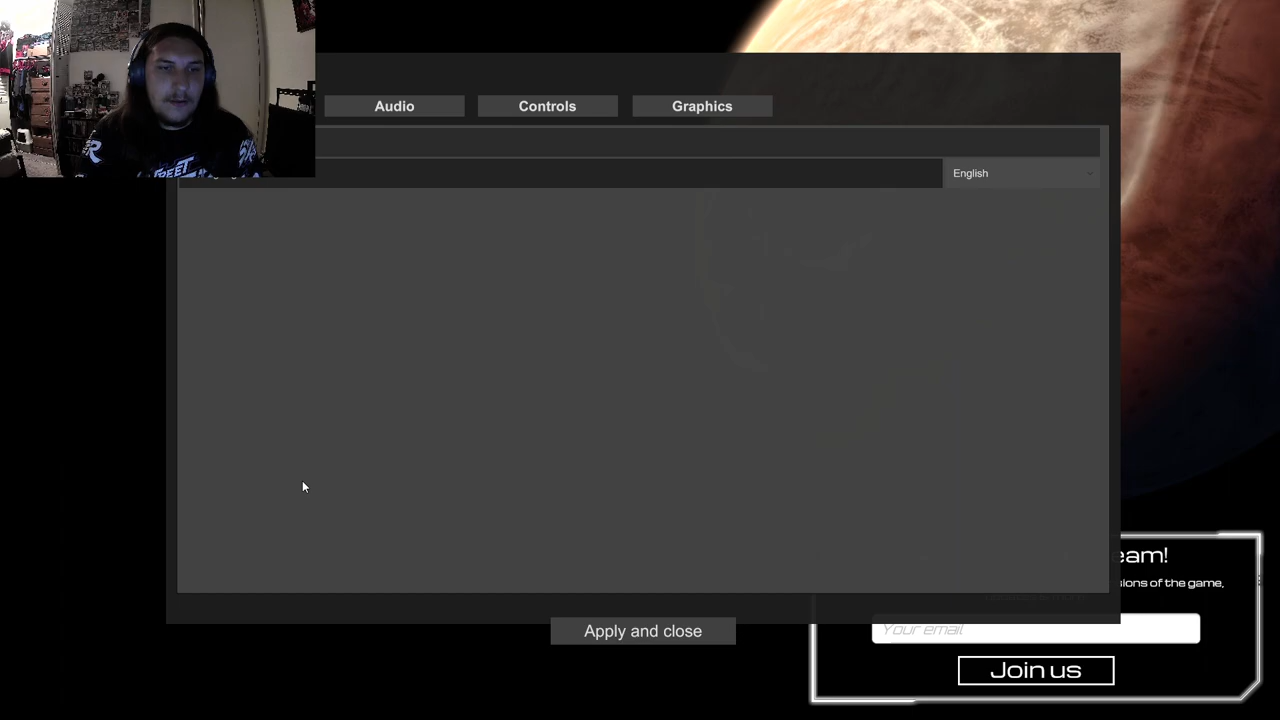 Audio Controls Graphics
English
eam!
sions of the game,
Your email
Apply and close
Join us